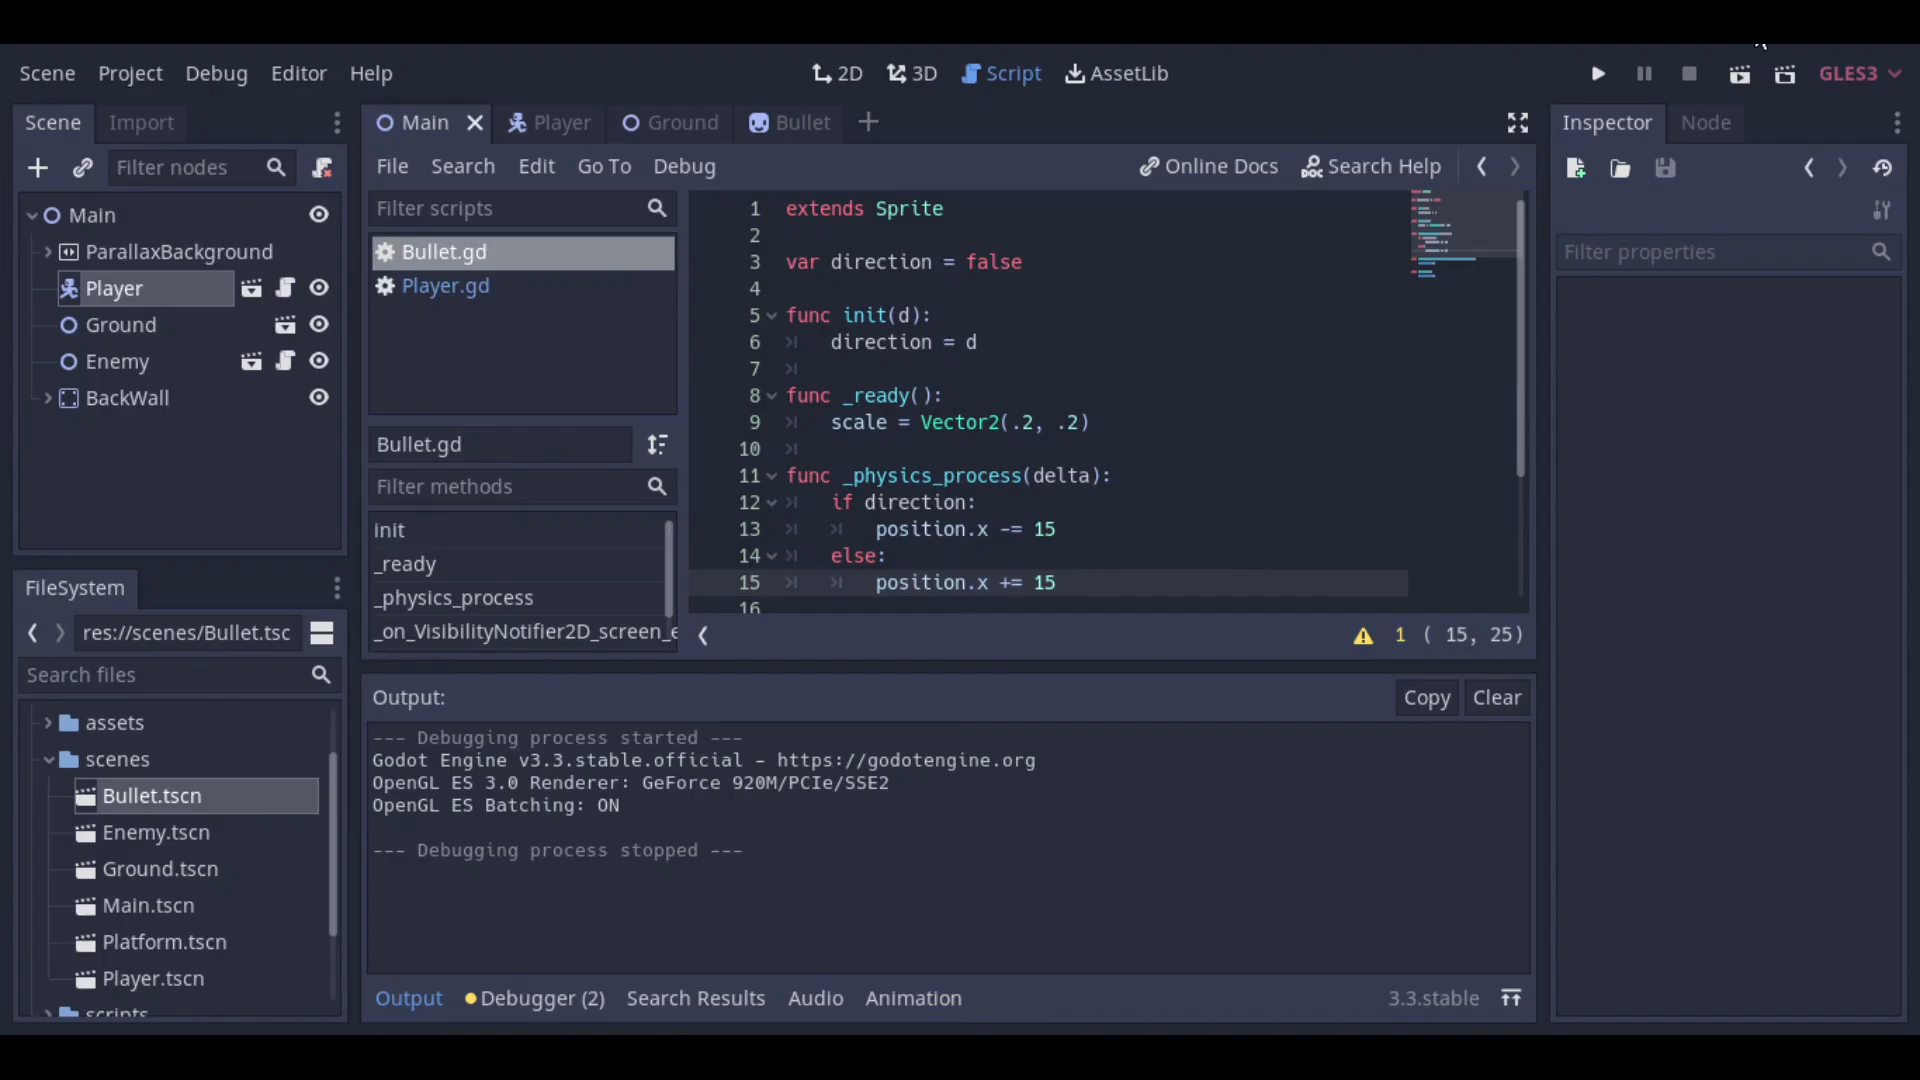 Scene Project Debug Editor Help
2D 3D Script AssetLib
GLES3
Scene Import
Main Player Ground Bullet
Inspector Node
Filter nodes
File Search Edit Go To Debug
Online Docs Search Help
Main
ParallaxBackground
Player
Ground
Enemy
BackWall
Filter scripts
Bullet.gd
Player.gd
Bullet.gd
Filter methods
init
_ready
_physics_process
_on_VisibilityNotifier2D_screen_e
1 extends Sprite
2
3 var direction = false
4
5 func init(d):
6 direction = d
7
8 func _ready():
9 scale = Vector2(.2, .2)
10
11 func _physics_process(delta):
12 if direction:
13 position.x -= 15
14 else:
15 position.x += 15
16
1 ( 15, 25)
Filter properties
FileSystem
res://scenes/Bullet.tsc
Search files
assets
scenes
Bullet.tscn
Enemy.tscn
Ground.tscn
Main.tscn
Platform.tscn
Player.tscn
scripts
Output:
Copy Clear
--- Debugging process started ---
Godot Engine v3.3.stable.official - https://godotengine.org
OpenGL ES 3.0 Renderer: GeForce 920M/PCIe/SSE2
OpenGL ES Batching: ON
--- Debugging process stopped ---
Output Debugger (2) Search Results Audio Animation
3.3.stable